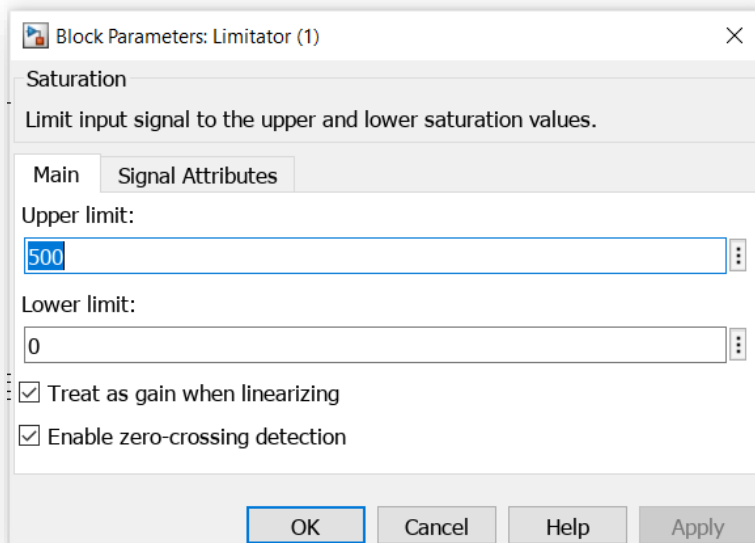 Block Parameters: Limitator (1)
Saturation
Limit input signal to the upper and lower saturation values.
Main Signal Attributes
Upper limit:
500
Lower limit:
0
Treat as gain when linearizing
Enable zero-crossing detection
OK Cancel Help Apply